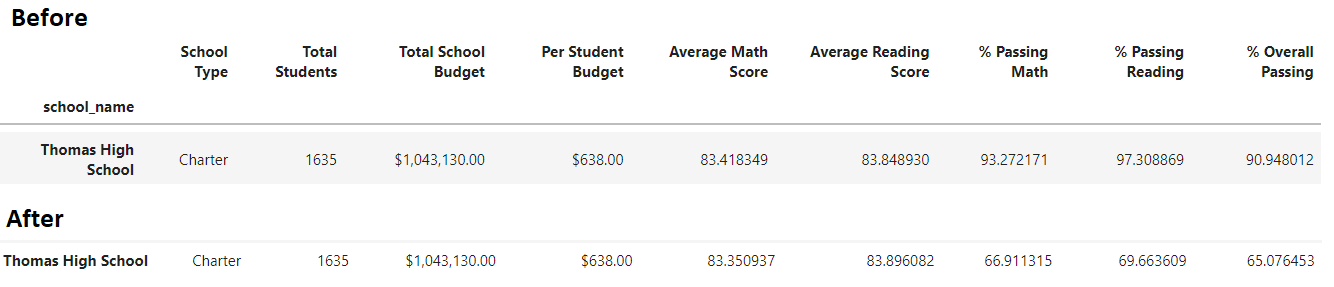 Before
School Type Total Students Total School Budget Per Student Budget Average Math Score Average Reading Score % Passing Math % Passing Reading % Overall Passing
school_name
Thomas High School Charter 1635 $1,043,130.00 $638.00 83.418349 83.848930 93.272171 97.308869 90.948012
After
Thomas High School Charter 1635 $1,043,130.00 $638.00 83.350937 83.896082 66.911315 69.663609 65.076453